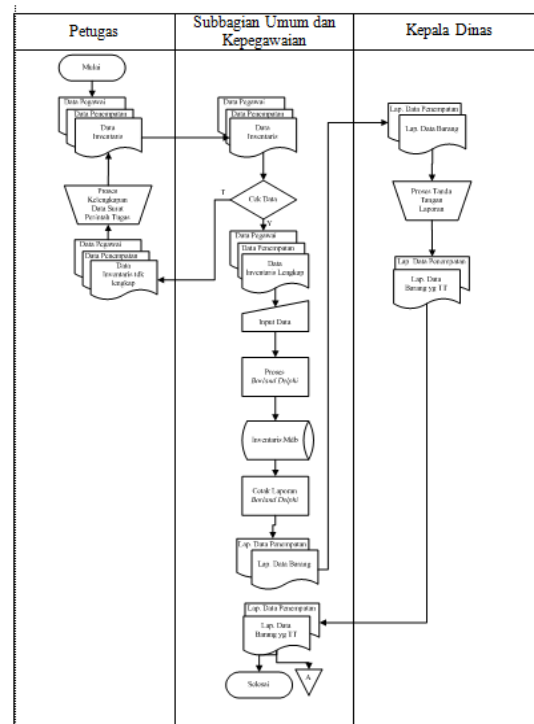 Petugas
Subbagian Umum dan
Kepegawaian
Kepala Dinas
Mulai
Data Pegawai
Data Penempatan
Data
Inventaris
Proses
Kelengkapan
Data Surat
Perintah Tugas
Data Pegawai
Data Penempatan
Data
Inventaris tdk
lengkap
Data Pegawai
Data Penempatan
Data
Inventaris
T
Cek Data
Y
Data Pegawai
Data Penempatan
Data
Inventaris Lengkap
Input Data
Proses
Borland Delphi
Inventaris.Mdb
Cetak Laporan
Borland Delphi
Lap. Data Penempatan
Lap. Data Barang
Lap. Data Penempatan
Lap. Data
Barang yg TT
Selesai
A
Lap. Data Penempatan
Lap. Data Barang
Proses Tanda
Tangan
Laporan
Lap. Data Penempatan
Lap. Data
Barang yg TT